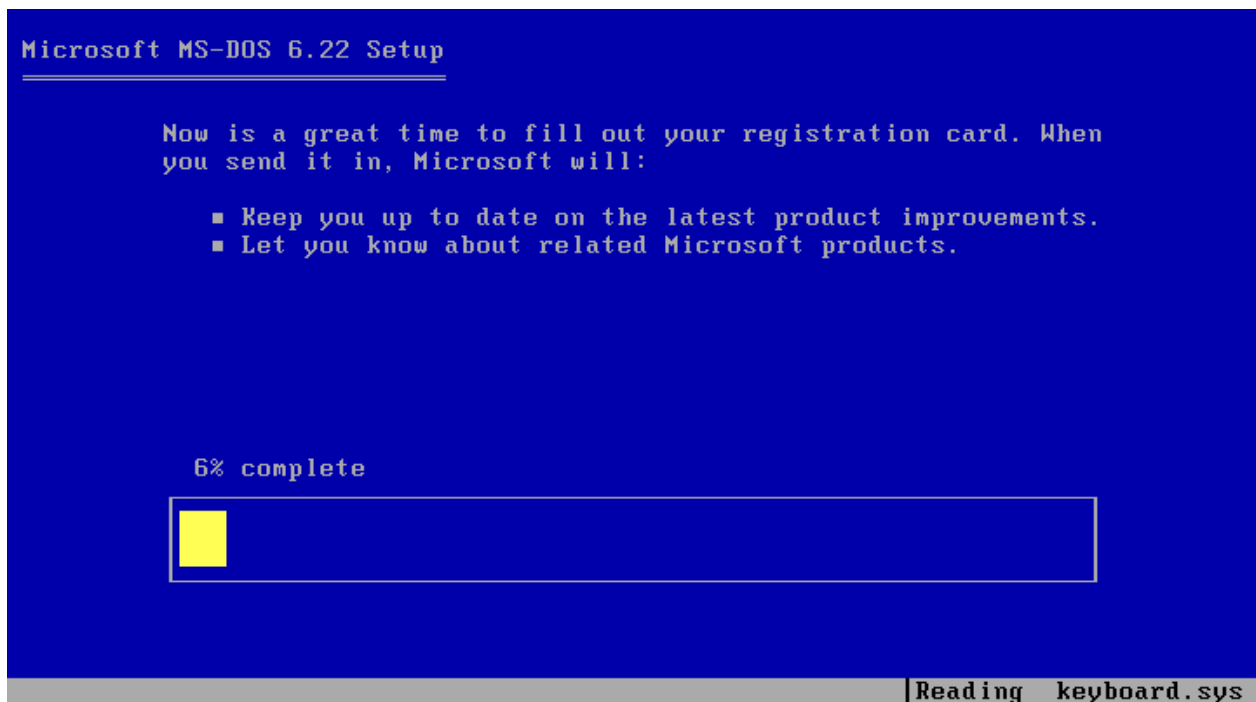 Microsoft MS-DOS 6.22 Setup
Now is a great time to fill out your registration card. When
you send it in, Microsoft will:
■ Keep you up to date on the latest product improvements.
■ Let you know about related Microsoft products.
6% complete
Reading keyboard.sys